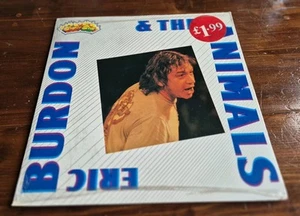 ERIC
BURDON
& THE ANIMALS
£1.99